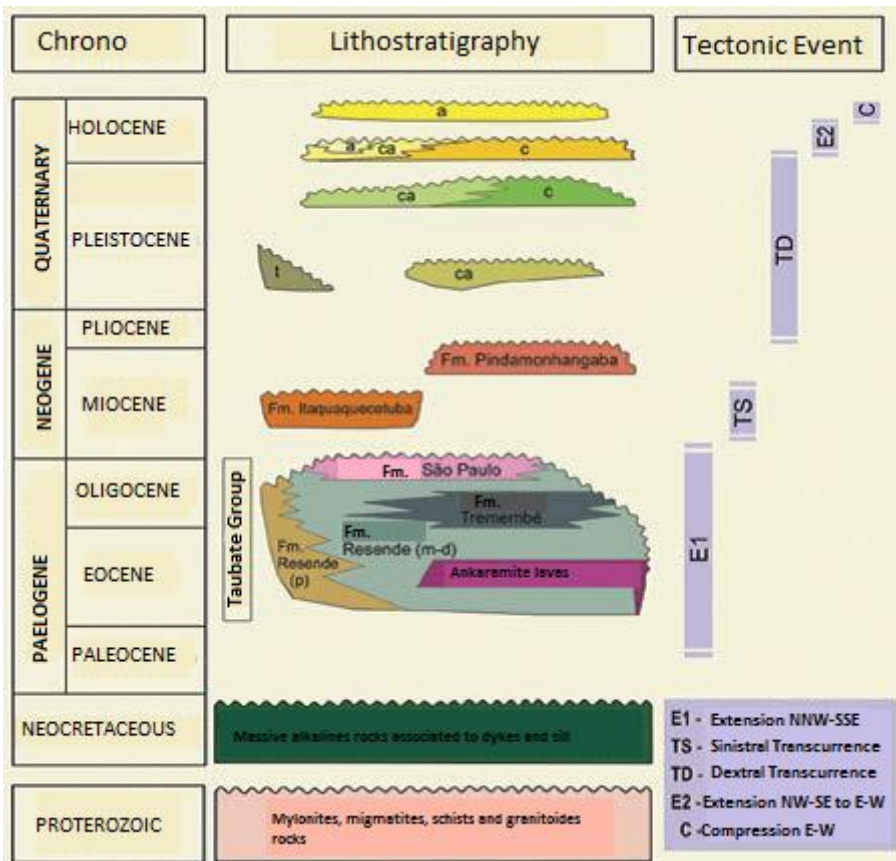 Chrono
Lithostratigraphy
Tectonic Event
QUATERNARY
HOLOCENE
PLEISTOCENE
NEOGENE
PLIOCENE
MIOCENE
PAELOGENE
OLIGOCENE
EOCENE
PALEOCENE
NEOCRETACEOUS
PROTEROZOIC
a
a
ca
c
ca
c
t
ca
Fm. Pindamonhangaba
Fm. Itaquaquecetuba
Taubate Group
Fm. São Paulo
Fm.
Tremembé
Fm.
Resende (m-d)
Fm.
Resende
(p)
Ankaramite lavas
Massive alkalines rocks associated to dykes and sill
Mylonites, migmatites, schists and granitoides
rocks
C
E2
TD
TS
E1
E1 - Extension NNW-SSE
TS - Sinistral Transcurrence
TD - Dextral Transcurrence
E2 -Extension NW-SE to E-W
C -Compression E-W